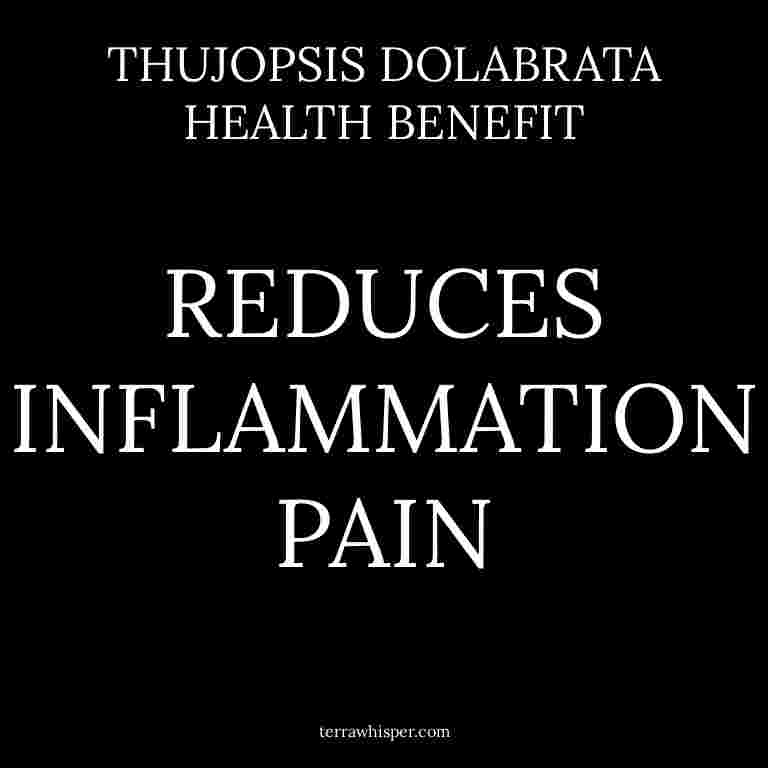 THUJOPSIS DOLABRATA
HEALTH BENEFIT
REDUCES
INFLAMMATION
PAIN
terrawhisper.com